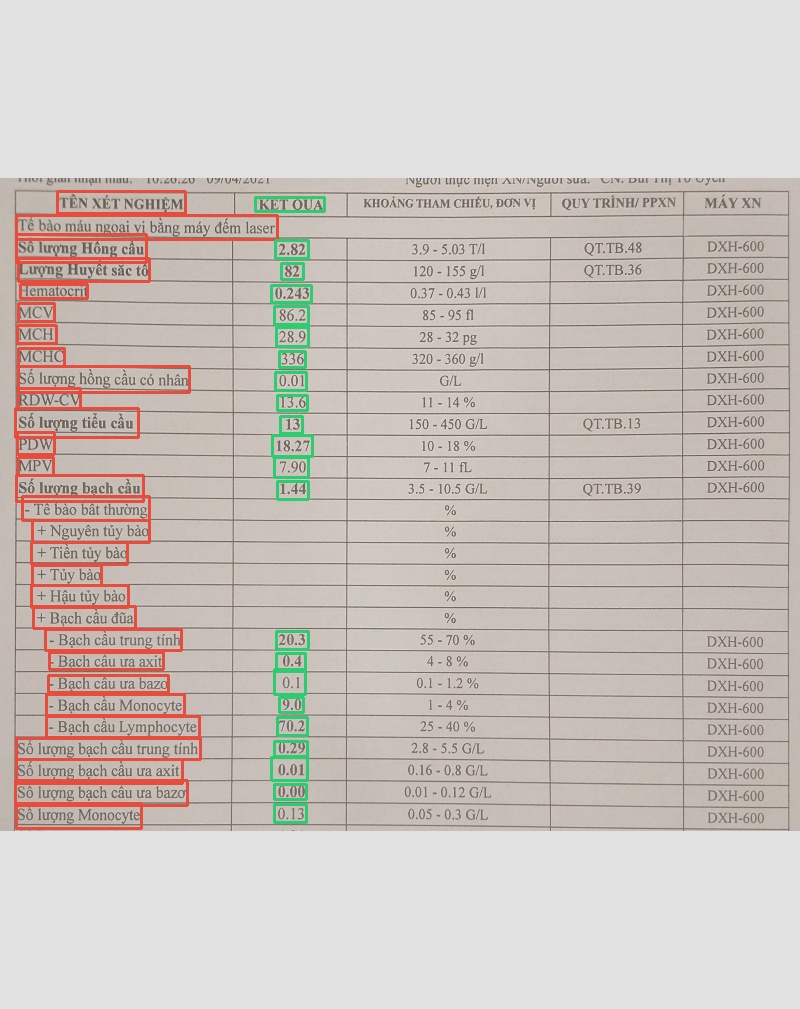 Thời gian nhận mẫu: 10:26:26 09/04/2021 Người thực hiện XN/Người sửa: CN. Bùi Thị Tố Uyên
TÊN XÉT NGHIỆM KẾT QUẢ KHOẢNG THAM CHIẾU, ĐƠN VỊ QUY TRÌNH/ PPXN MÁY XN
Tế bào máu ngoại vi bằng máy đếm laser
Số lượng Hồng cầu 2.82 3.9 - 5.03 T/l QT.TB.48 DXH-600
Lượng Huyết sắc tố 82 120 - 155 g/l QT.TB.36 DXH-600
Hematocrit 0.243 0.37 - 0.43 l/l DXH-600
MCV 86.2 85 - 95 fl DXH-600
MCH 28.9 28 - 32 pg DXH-600
MCHC 336 320 - 360 g/l DXH-600
Số lượng hồng cầu có nhân 0.01 G/L DXH-600
RDW-CV 13.6 11 - 14 % DXH-600
Số lượng tiểu cầu 13 150 - 450 G/L QT.TB.13 DXH-600
PDW 18.27 10 - 18 % DXH-600
MPV 7.90 7 - 11 fL DXH-600
Số lượng bạch cầu 1.44 3.5 - 10.5 G/L QT.TB.39 DXH-600
- Tế bào bất thường %
+ Nguyên tủy bào %
+ Tiền tủy bào %
+ Tủy bào %
+ Hậu tủy bào %
+ Bạch cầu đũa %
- Bạch cầu trung tính 20.3 55 - 70 % DXH-600
- Bạch cầu ưa axit 0.4 4 - 8 % DXH-600
- Bạch cầu ưa bazơ 0.1 0.1 - 1.2 % DXH-600
- Bạch cầu Monocyte 9.0 1 - 4 % DXH-600
- Bạch cầu Lymphocyte 70.2 25 - 40 % DXH-600
Số lượng bạch cầu trung tính 0.29 2.8 - 5.5 G/L DXH-600
Số lượng bạch cầu ưa axit 0.01 0.16 - 0.8 G/L DXH-600
Số lượng bạch cầu ưa bazơ 0.00 0.01 - 0.12 G/L DXH-600
Số lượng Monocyte 0.13 0.05 - 0.3 G/L DXH-600